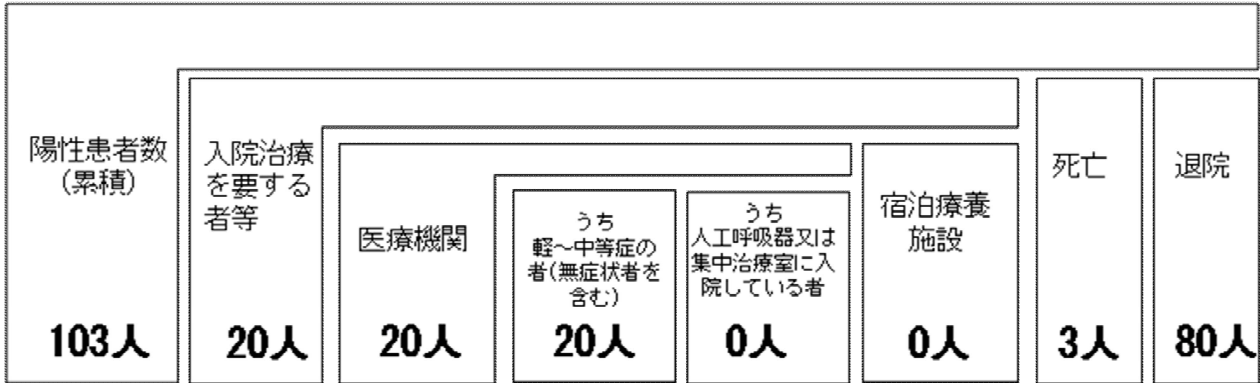 陽性患者数
(累積)
103人
入院治療
を要する
者等
20人
医療機関
20人
うち
軽～中等症の
者(無症状者を
含む)
20人
うち
人工呼吸器又は
集中治療室に入
院している者
0人
宿泊療養
施設
0人
死亡
3人
退院
80人